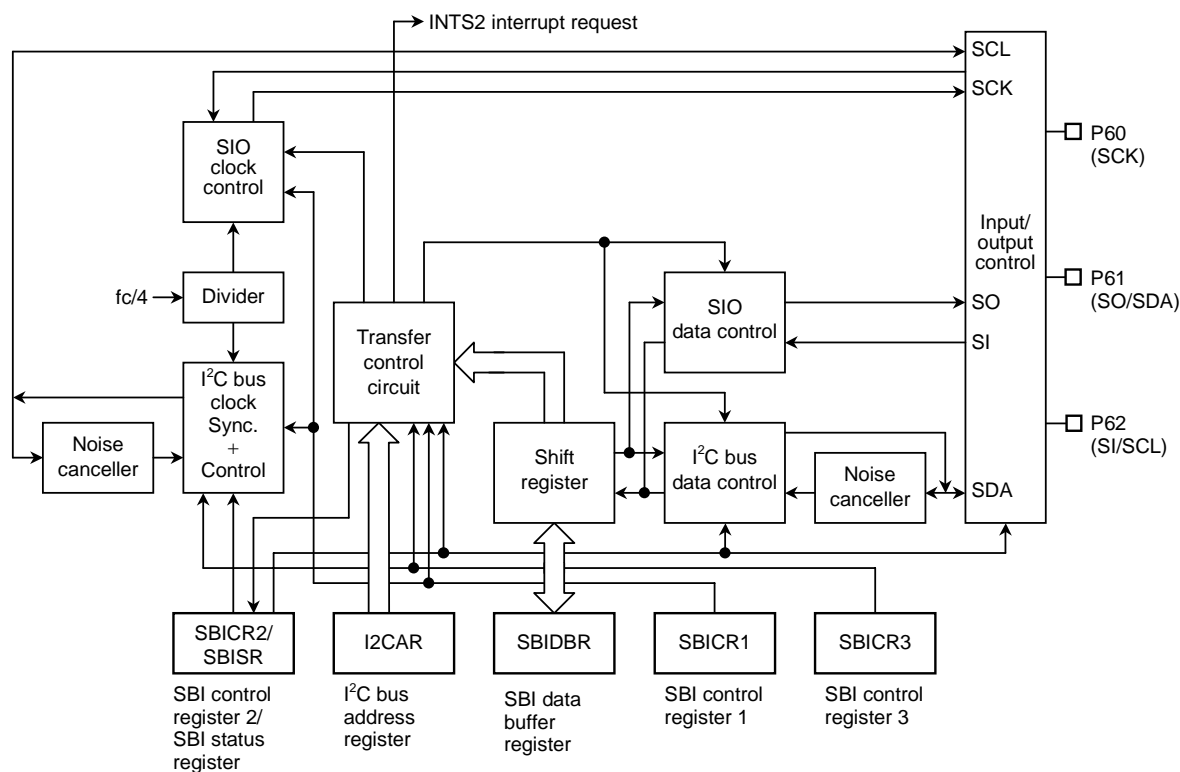 INTS2 interrupt request
SCL
SCK
SIO
clock
control
P60
(SCK)
Input/
output
control
fc/4
Divider
SIO
data control
SO
SI
P61
(SO/SDA)
Transfer
control
circuit
I2C bus
clock
Sync.
+
Control
Noise
canceller
Shift
register
I2C bus
data control
Noise
canceller
SDA
P62
(SI/SCL)
SBICR2/
SBISR
I2CAR
SBIDBR
SBICR1
SBICR3
SBI control
register 2/
SBI status
register
I2C bus
address
register
SBI data
buffer
register
SBI control
register 1
SBI control
register 3